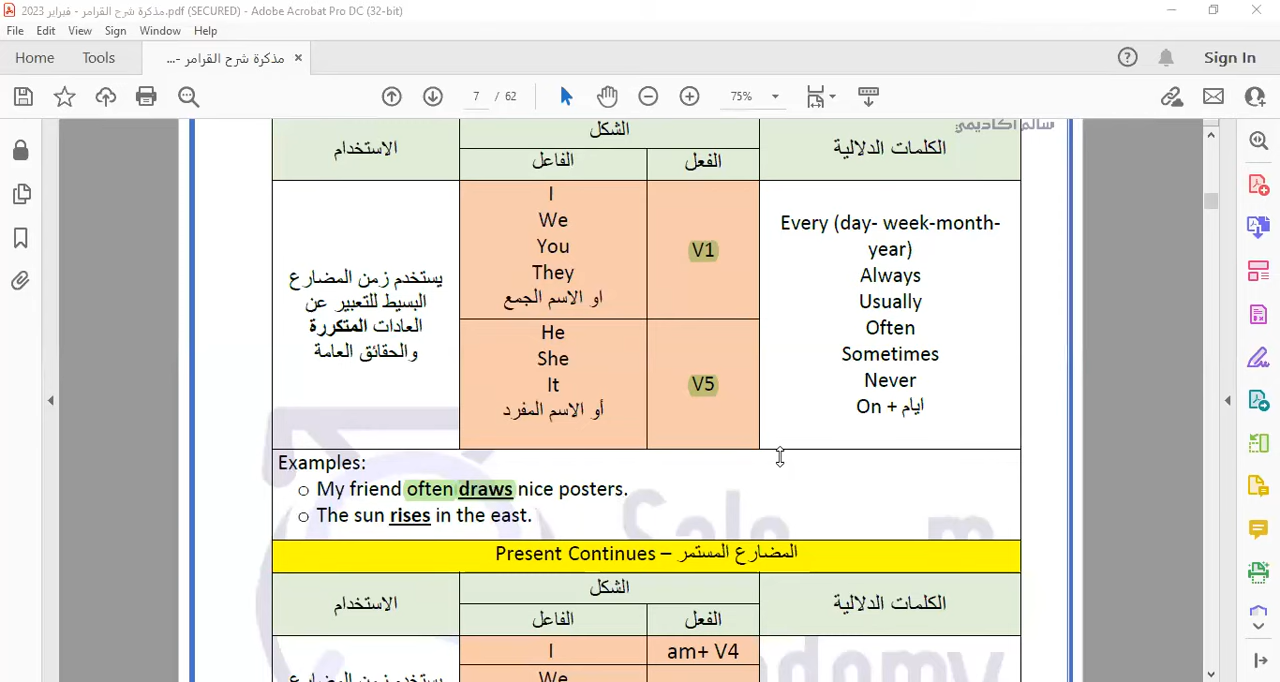 مذكرة شرح القرامر - فبراير 2023.pdf (SECURED) - Adobe Acrobat Pro DC (32-bit)
File Edit View Sign Window Help
Home Tools مذكرة شرح القرامر -... × Sign In
7 / 62 75%
سالم اكاديمي
الاستخدام الشكل الكلمات الدلالية
الفاعل الفعل
I
We
You
They
او الاسم الجمع
V1
He
She
It
أو الاسم المفرد
V5
يستخدم زمن المضارع
البسيط للتعبير عن
العادات المتكررة
والحقائق العامة
Every (day- week-month-
year)
Always
Usually
Often
Sometimes
Never
On + ايام
Examples:
o My friend often draws nice posters.
o The sun rises in the east.
Present Continues – المضارع المستمر
الاستخدام الشكل الكلمات الدلالية
الفاعل الفعل
I am+ V4
We
يستخدم زمن المضارع